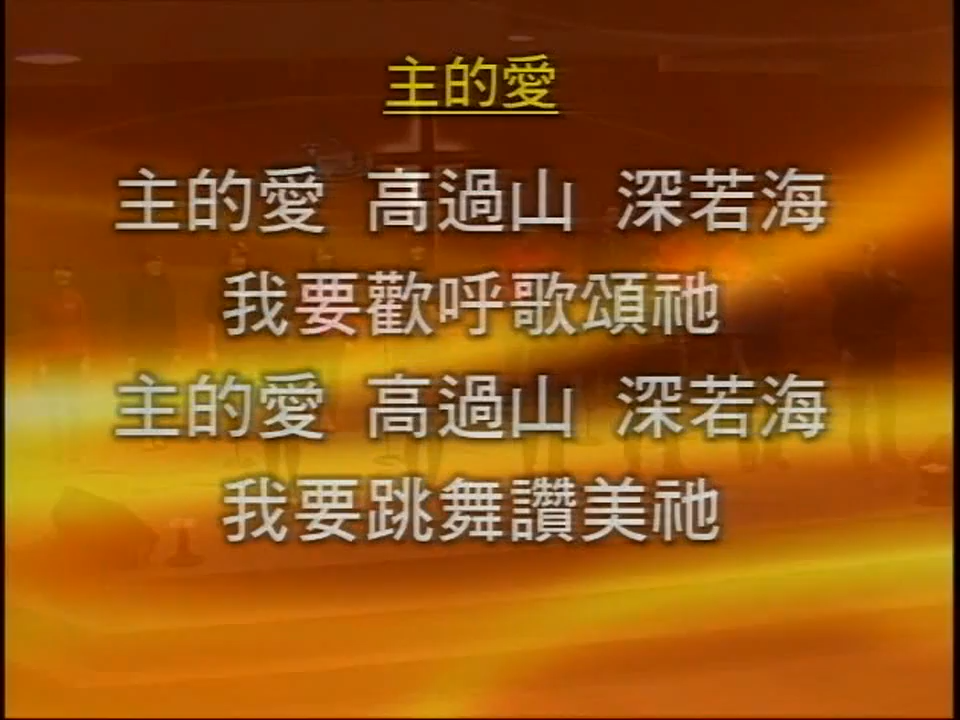 主的愛
主的愛 高過山 深若海
我要歡呼歌頌祂
主的愛 高過山 深若海
我要跳舞讚美祂